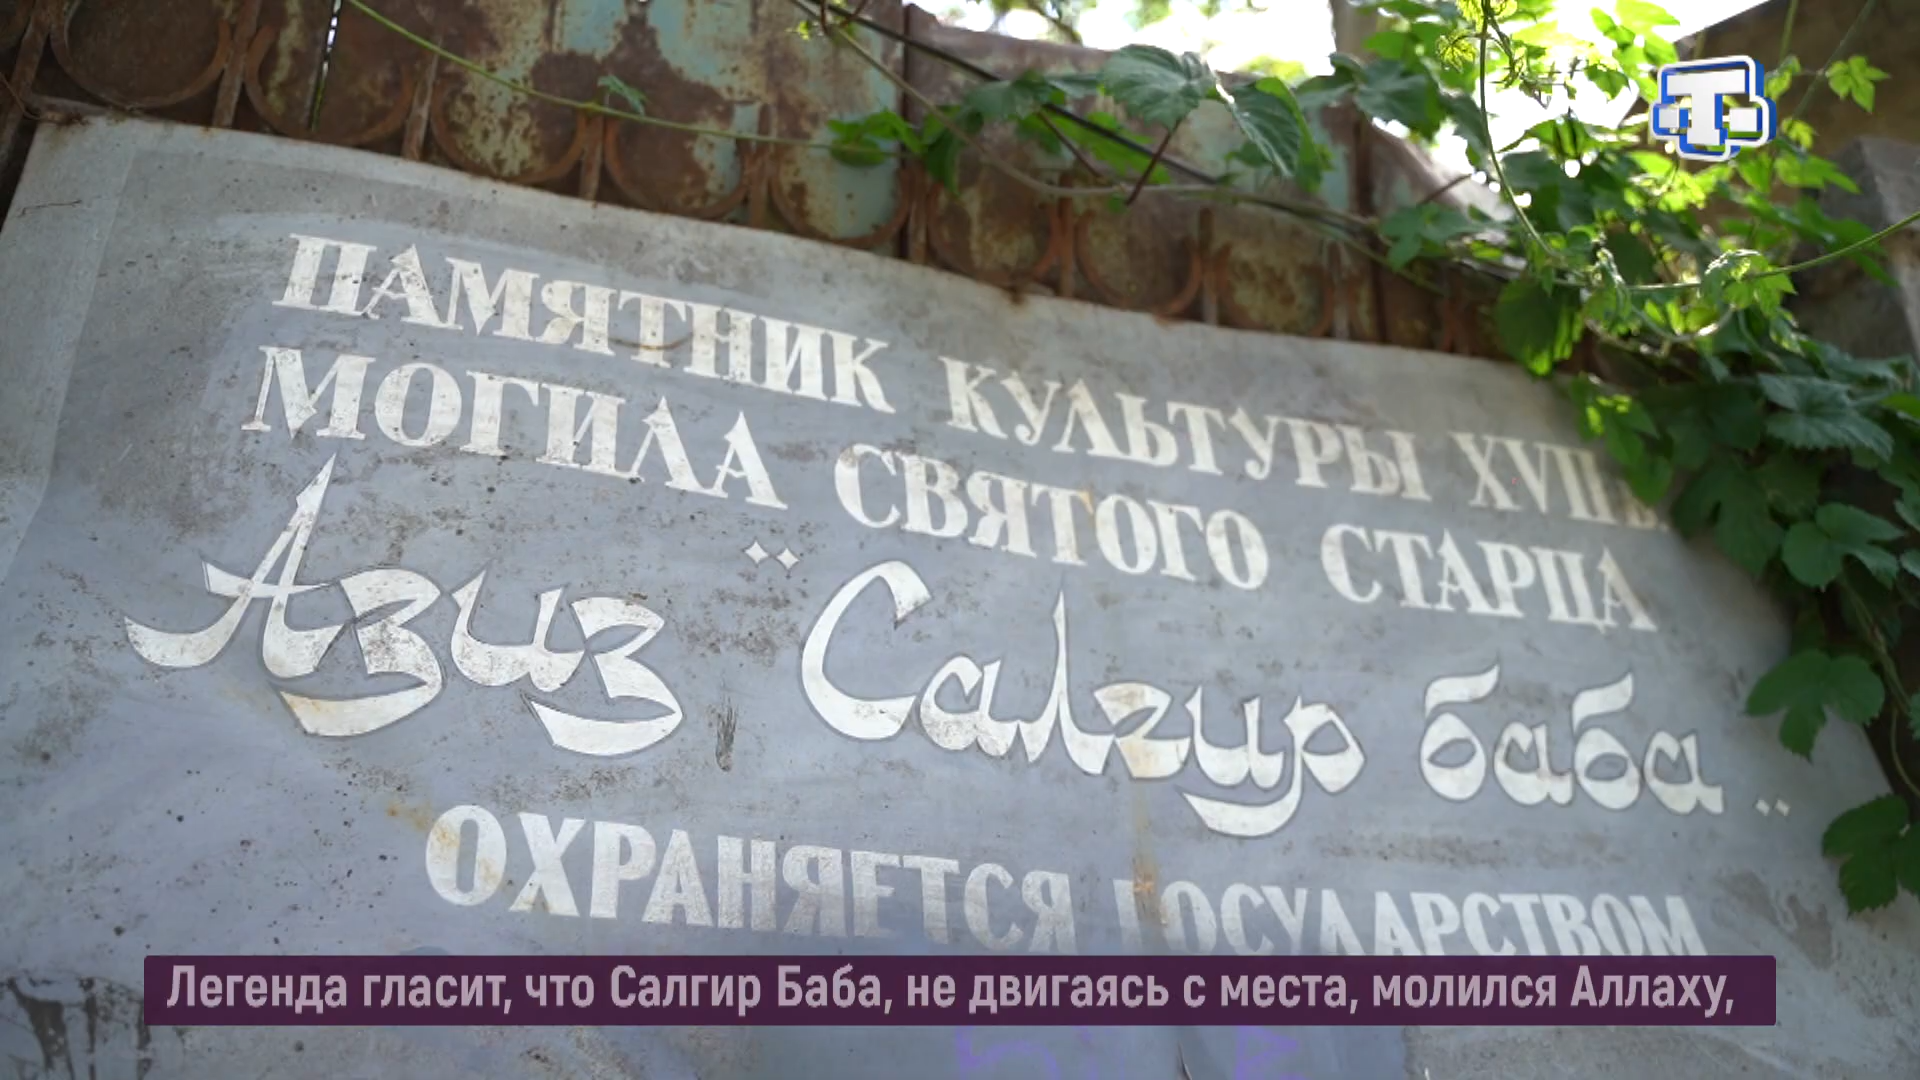 Т
ПАМЯТНИК КУЛЬТУРЫ XVII в.
МОГИЛА СВЯТОГО СТАРЦА
Азиз "Салгир баба"
ОХРАНЯЕТСЯ ГОСУДАРСТВОМ
Легенда гласит, что Салгир Баба, не двигаясь с места, молился Аллаху,